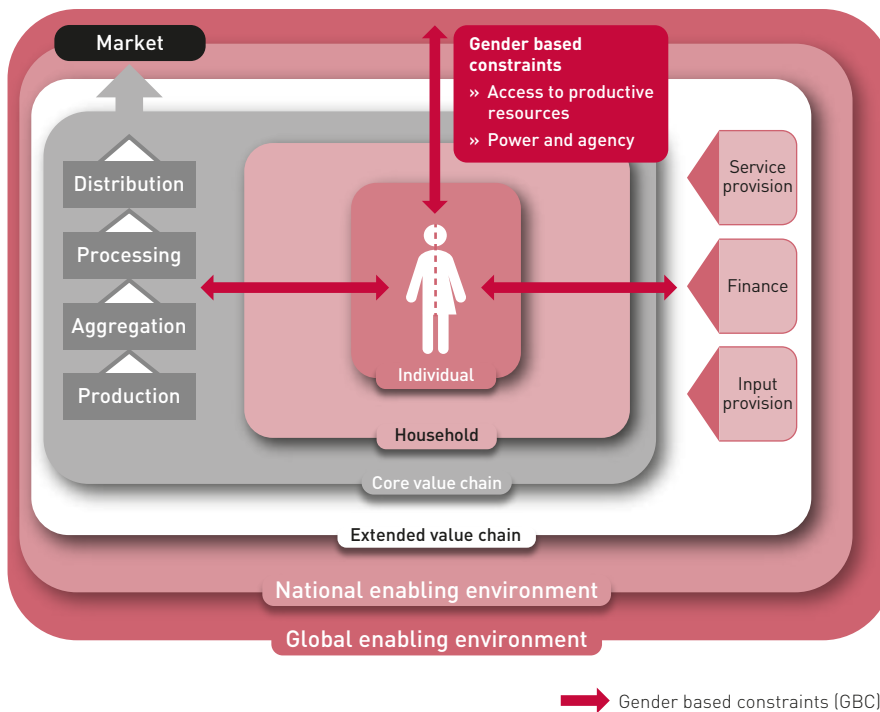 Market
Gender based
constraints
» Access to productive
resources
» Power and agency
Distribution
Processing
Aggregation
Production
Service
provision
Finance
Input
provision
Individual
Household
Core value chain
Extended value chain
National enabling environment
Global enabling environment
Gender based constraints (GBC)